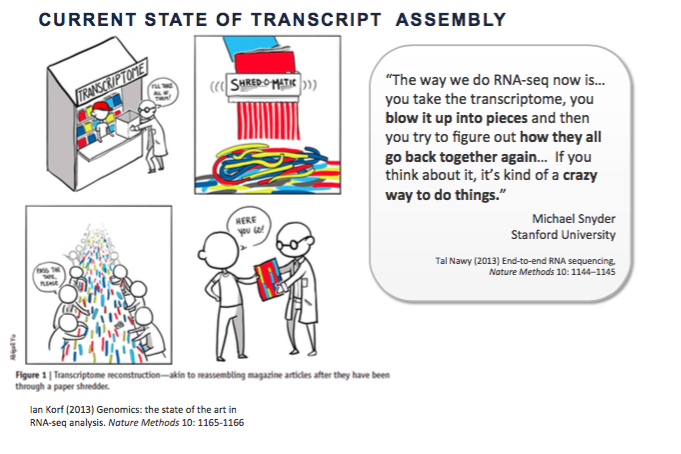 CURRENT STATE OF TRANSCRIPT ASSEMBLY
TRANSCRIPTOME
I'LL TAKE
ALL OF
THEM!
SHRED-O-MATIC
"The way we do RNA-seq now is…
you take the transcriptome, you
blow it up into pieces and then
you try to figure out how they all
go back together again… If you
think about it, it's kind of a crazy
way to do things."
Michael Snyder
Stanford University
Tal Nawy (2013) End-to-end RNA sequencing,
Nature Methods 10: 1144–1145
PASS THE
TAPE,
PLEASE
HERE
YOU GO!
Figure 1 | Transcriptome reconstruction—akin to reassembling magazine articles after they have been
through a paper shredder.
Ian Korf (2013) Genomics: the state of the art in
RNA-seq analysis. Nature Methods 10: 1165-1166